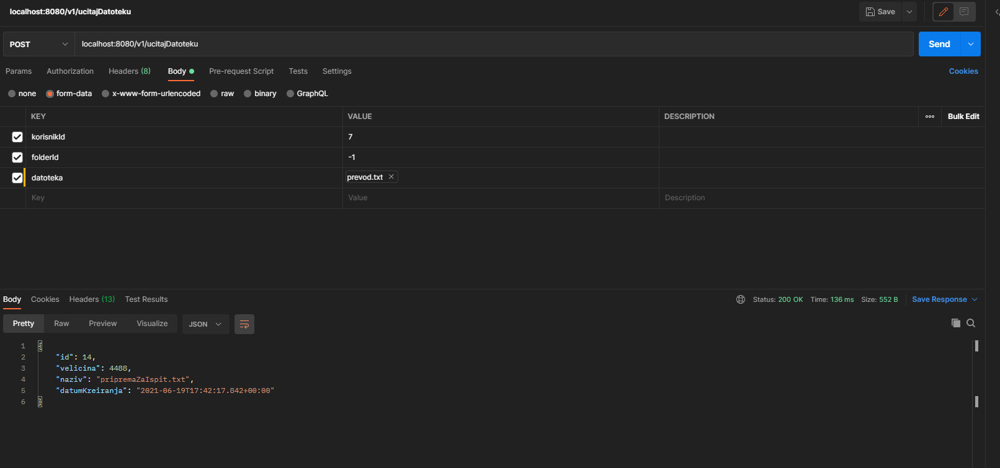 localhost:8080/v1/ucitajDatoteku
Save
POST
localhost:8080/v1/ucitajDatoteku
Send
Params Authorization Headers (8) Body Pre-request Script Tests Settings Cookies
none form-data x-www-form-urlencoded raw binary GraphQL
KEY VALUE DESCRIPTION Bulk Edit
korisnikId 7
folderId -1
datoteka prevod.txt
Key Value Description
Body Cookies Headers (13) Test Results Status: 200 OK Time: 136 ms Size: 552 B Save Response
Pretty Raw Preview Visualize JSON
1 {
2 "id": 14,
3 "velicina": 4488,
4 "naziv": "pripremaZaIspit.txt",
5 "datumKreiranja": "2021-06-19T17:42:17.842+00:00"
6 }